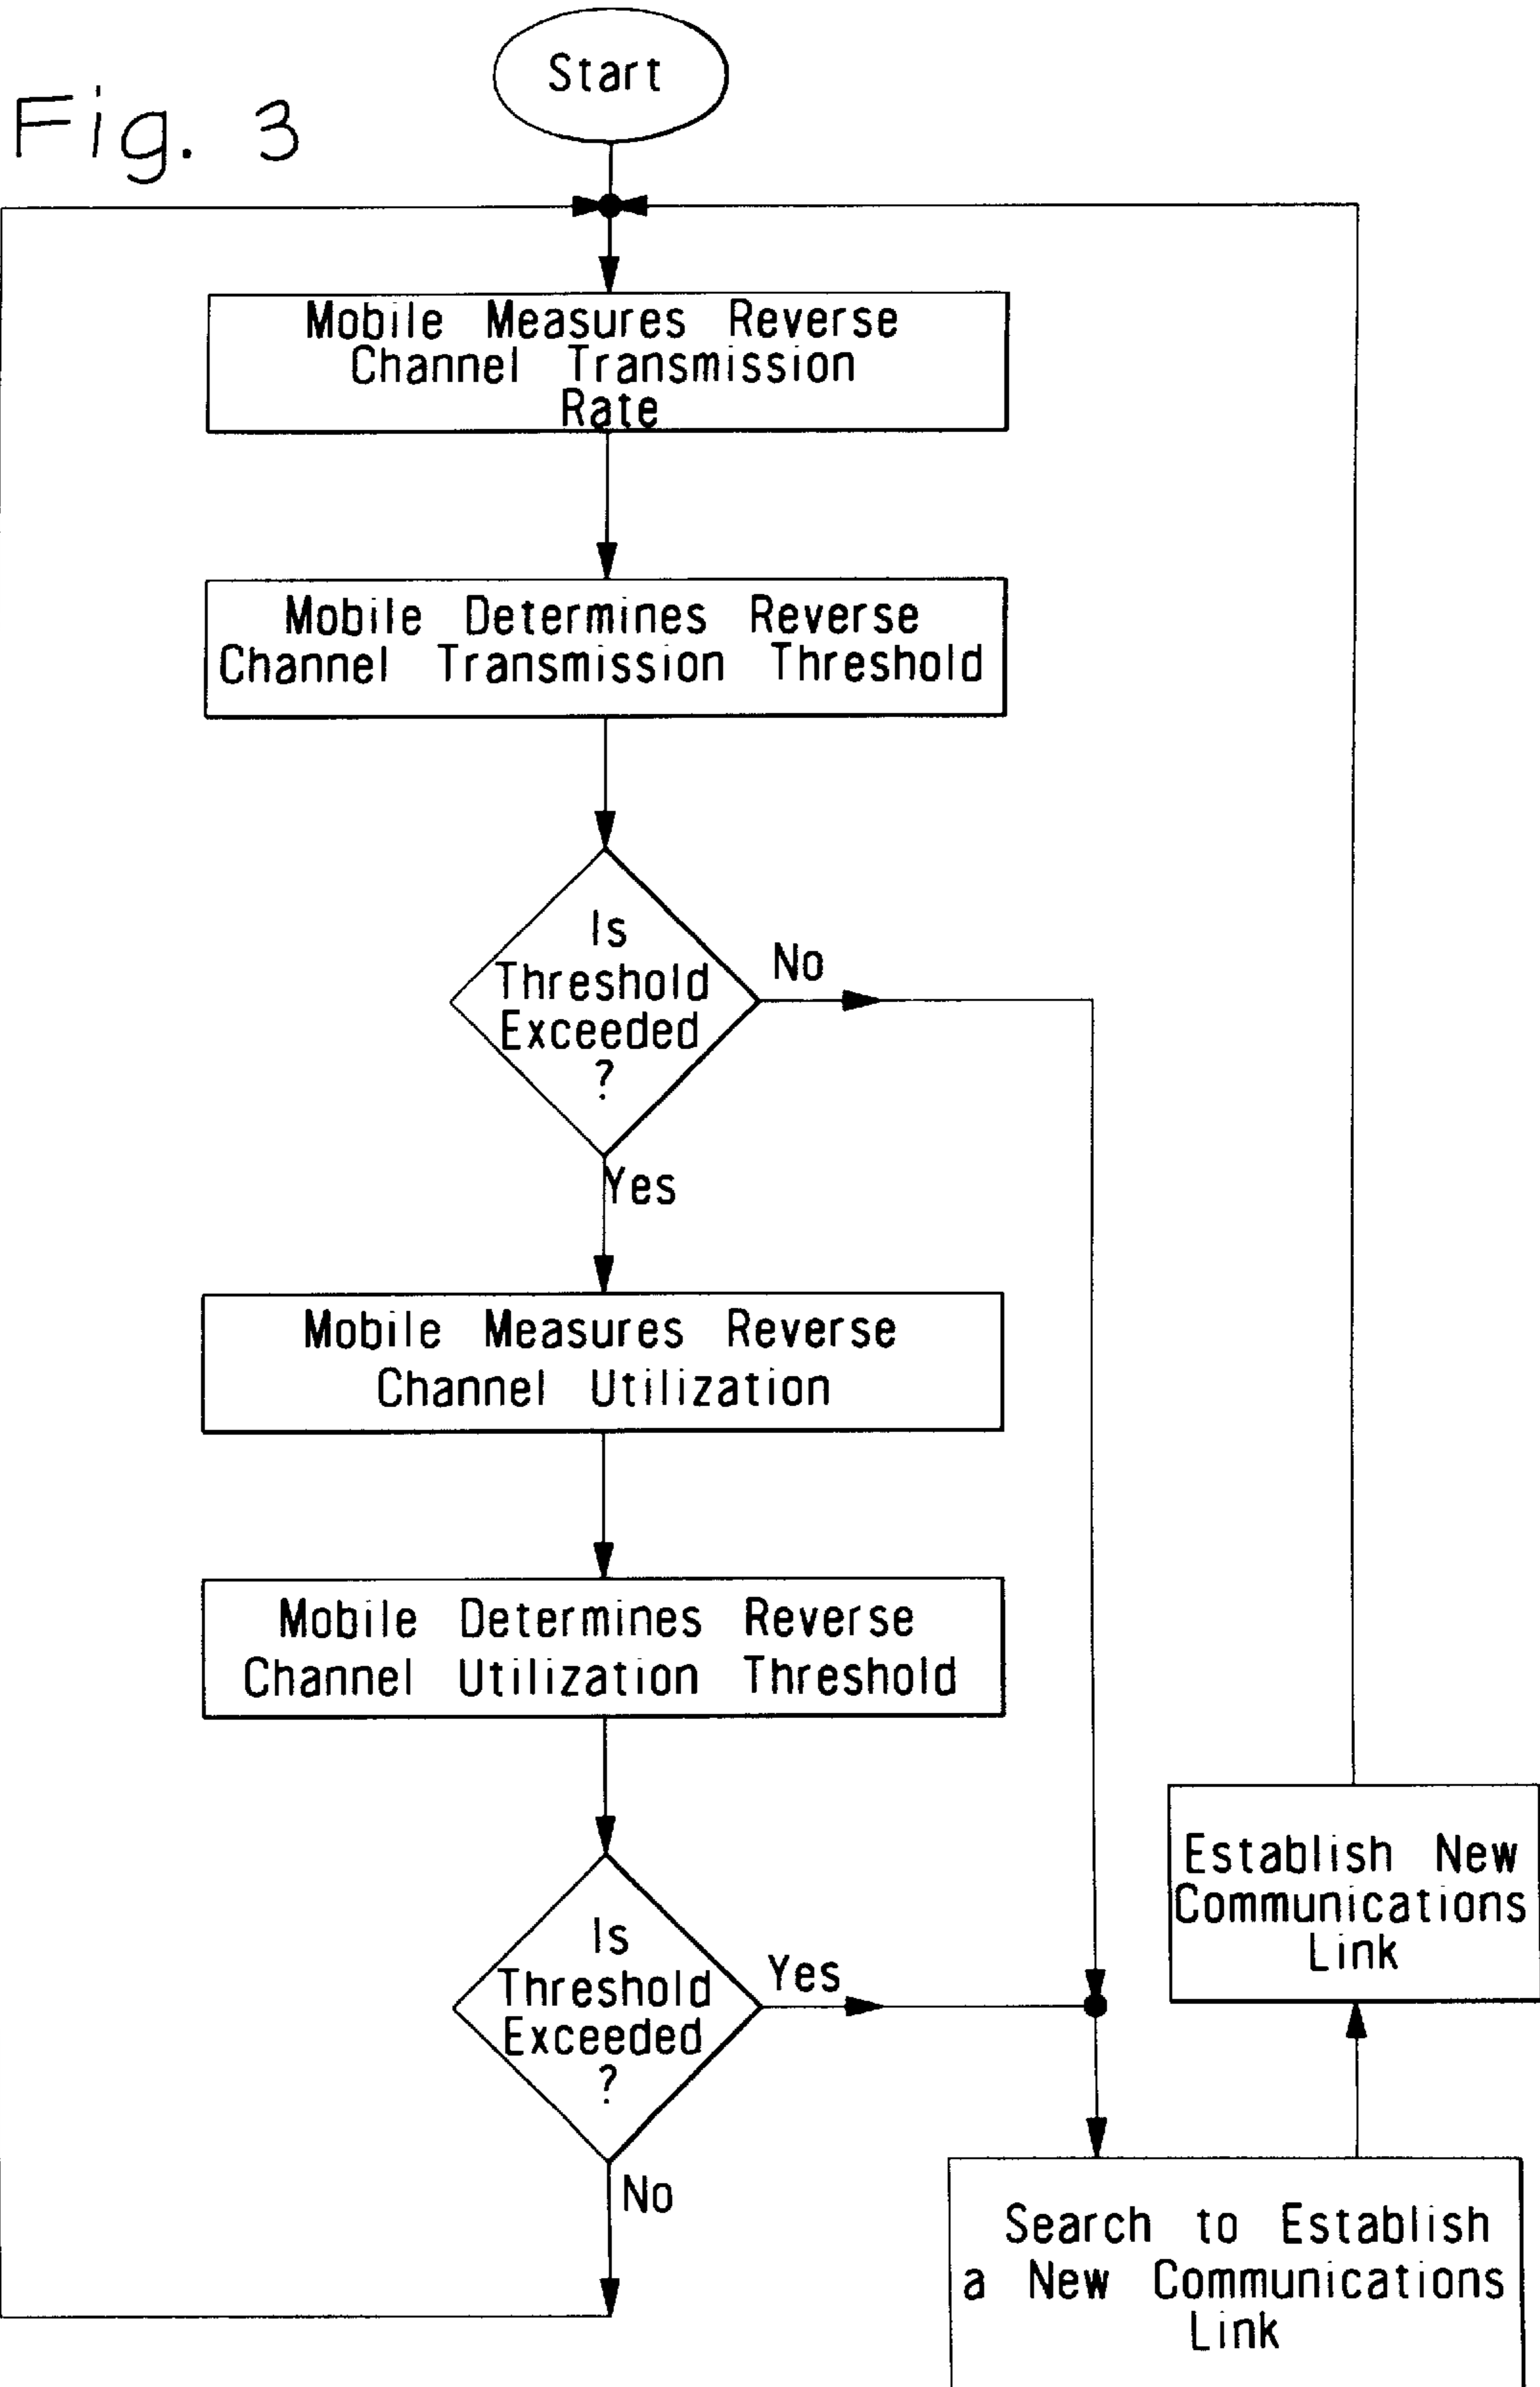 Start
Fig. 3
Mobile Measures Reverse
Channel Transmission
Rate
Mobile Determines Reverse
Channel Transmission Threshold
Is
Threshold
Exceeded
?
No
Yes
Mobile Measures Reverse
Channel Utilization
Mobile Determines Reverse
Channel Utilization Threshold
Is
Threshold
Exceeded
?
Yes
No
Establish New
Communications
Link
Search to Establish
a New Communications
Link